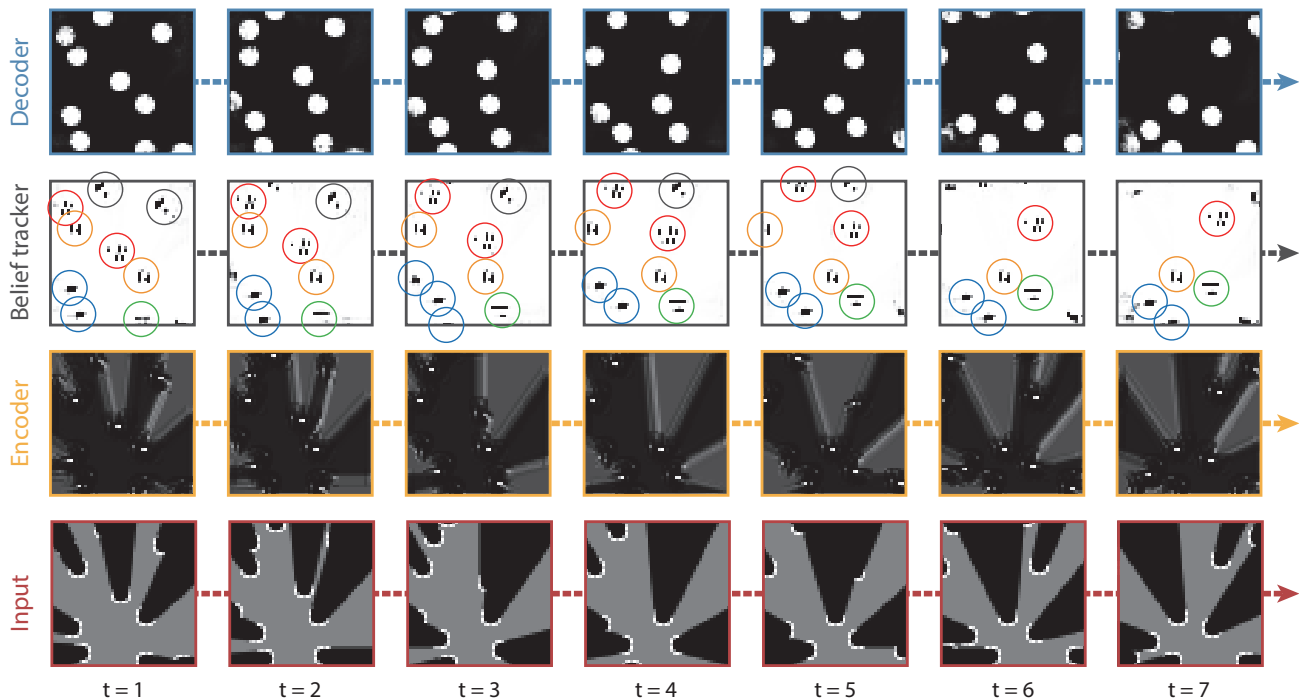 Decoder
Belief tracker
Encoder
Input
t = 1 t = 2 t = 3 t = 4 t = 5 t = 6 t = 7